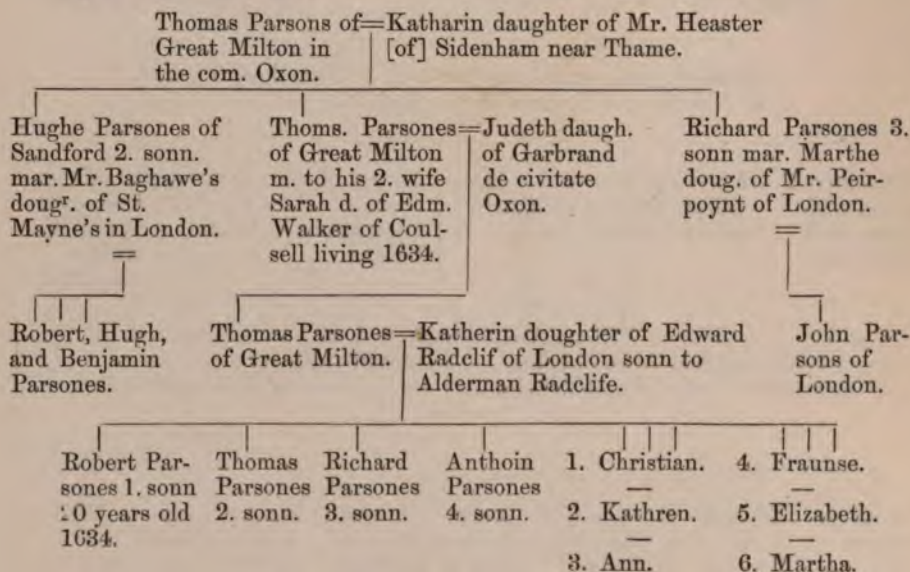 Thomas Parsons of=Katharin daughter of Mr. Heaster
Great Milton in [of] Sidenham near Thame.
the com. Oxon.
Hughe Parsones of
Sandford 2. sonn.
mar. Mr. Baghawe's
dougr. of St.
Mayne's in London.
=
Thoms. Parsones=
of Great Milton
m. to his 2. wife
Sarah d. of Edm.
Walker of Coul-
sell living 1634.
Judeth daugh.
of Garbrand
de civitate
Oxon.
Richard Parsones 3.
sonn mar. Marthe
doug. of Mr. Peir-
poynt of London.
=
Robert, Hugh,
and Benjamin
Parsones.
Thomas Parsones=
of Great Milton.
Katherin doughter of Edward
Radclif of London sonn to
Alderman Radclife.
John Par-
sons of
London.
Robert Par-
sones 1. sonn
years old
1634.
Thomas
Parsones
2. sonn.
Richard
Parsones
3. sonn.
Anthoin
Parsones
4. sonn.
1. Christian.
—
2. Kathren.
—
3. Ann.
4. Fraunse.
—
5. Elizabeth.
—
6. Martha.